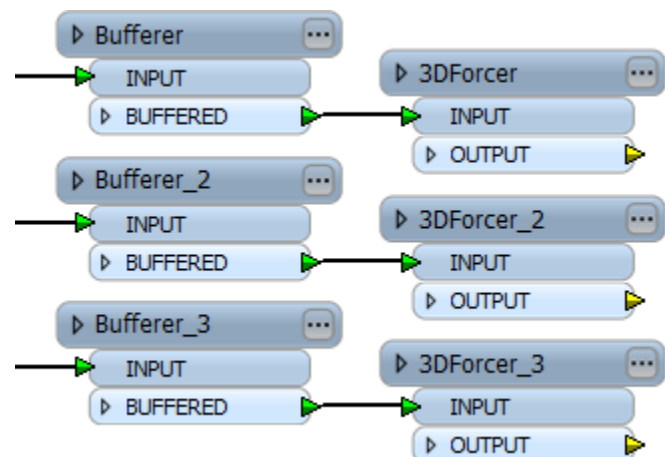 Bufferer
INPUT
BUFFERED
3DForcer
INPUT
OUTPUT
Bufferer_2
INPUT
BUFFERED
3DForcer_2
INPUT
OUTPUT
Bufferer_3
INPUT
BUFFERED
3DForcer_3
INPUT
OUTPUT